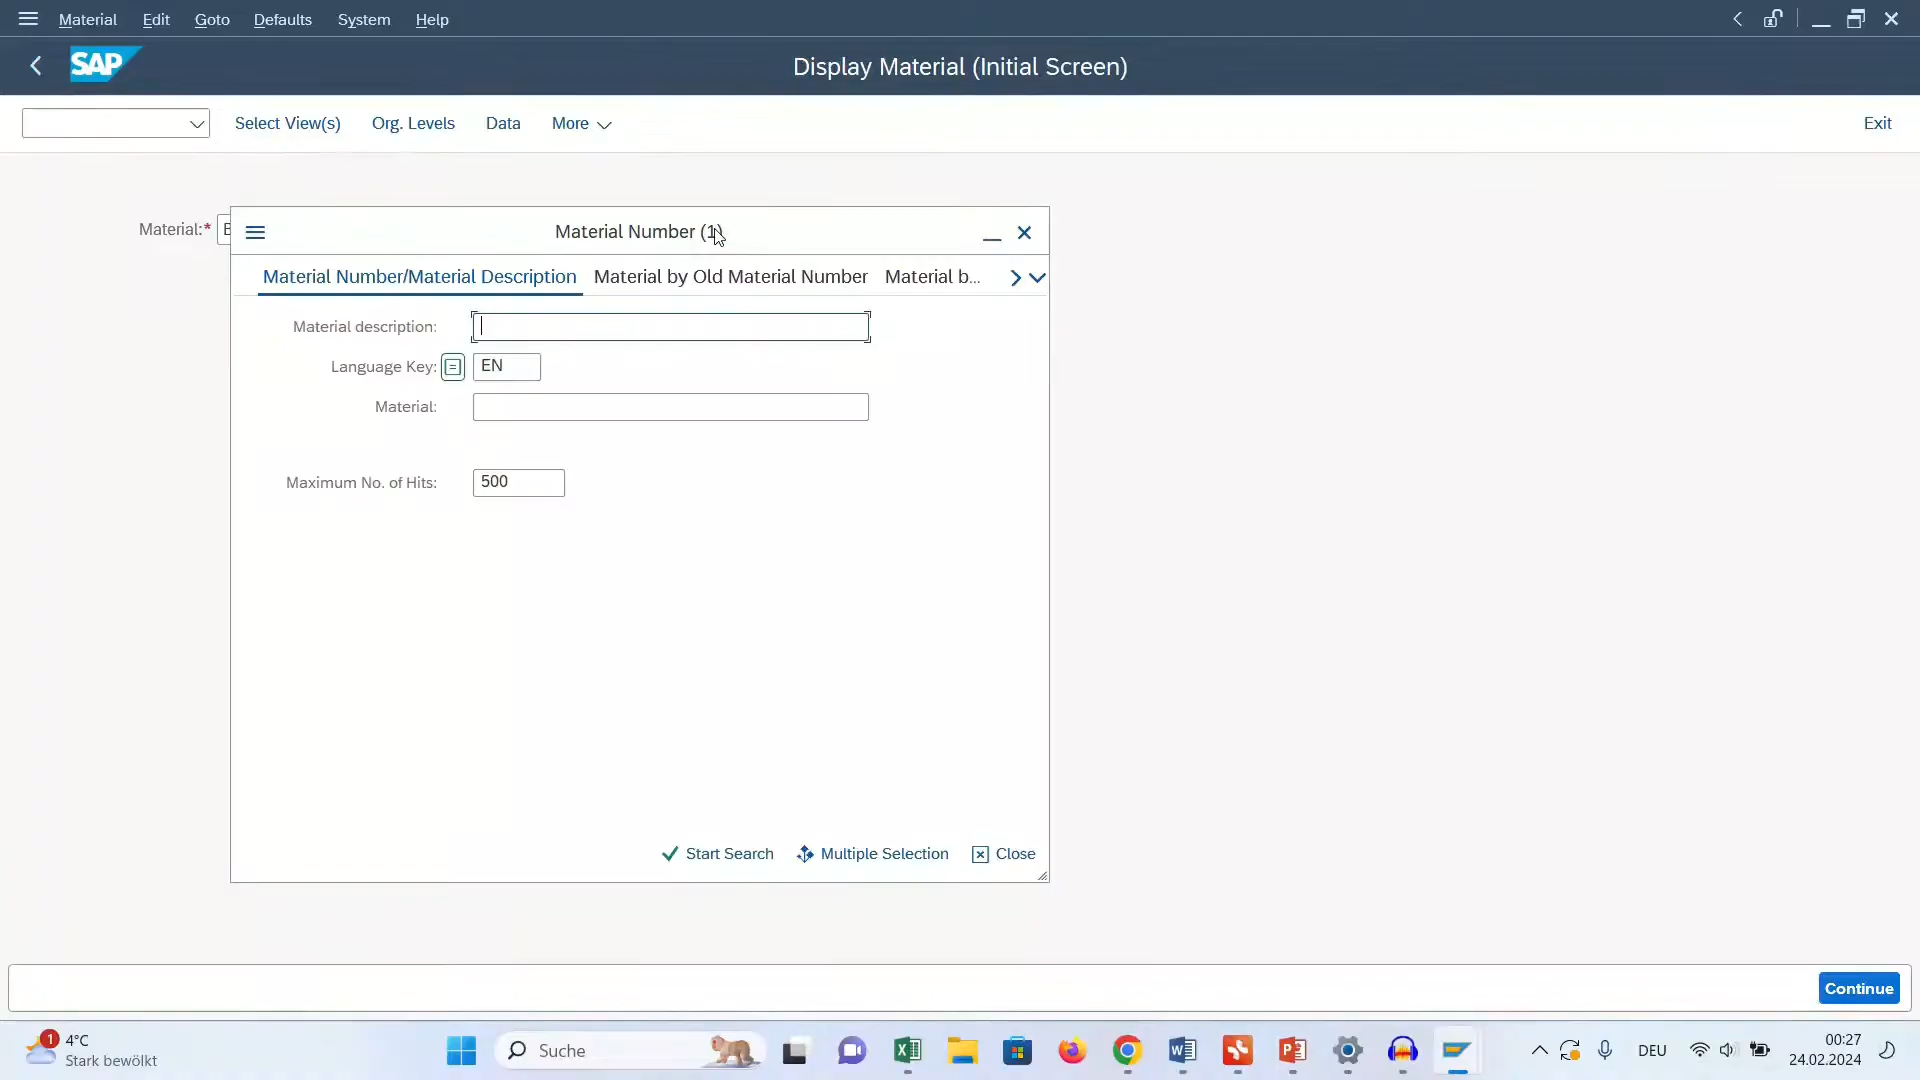 Material Edit Goto Defaults System Help
SAP Display Material (Initial Screen)
Select View(s) Org. Levels Data More Exit
Material:*
Material Number (1)
Material Number/Material Description Material by Old Material Number Material b...
Material description:
Language Key: EN
Material:
Maximum No. of Hits: 500
Start Search Multiple Selection Close
Continue
1 4°C
Stark bewölkt
Suche
DEU
00:27
24.02.2024